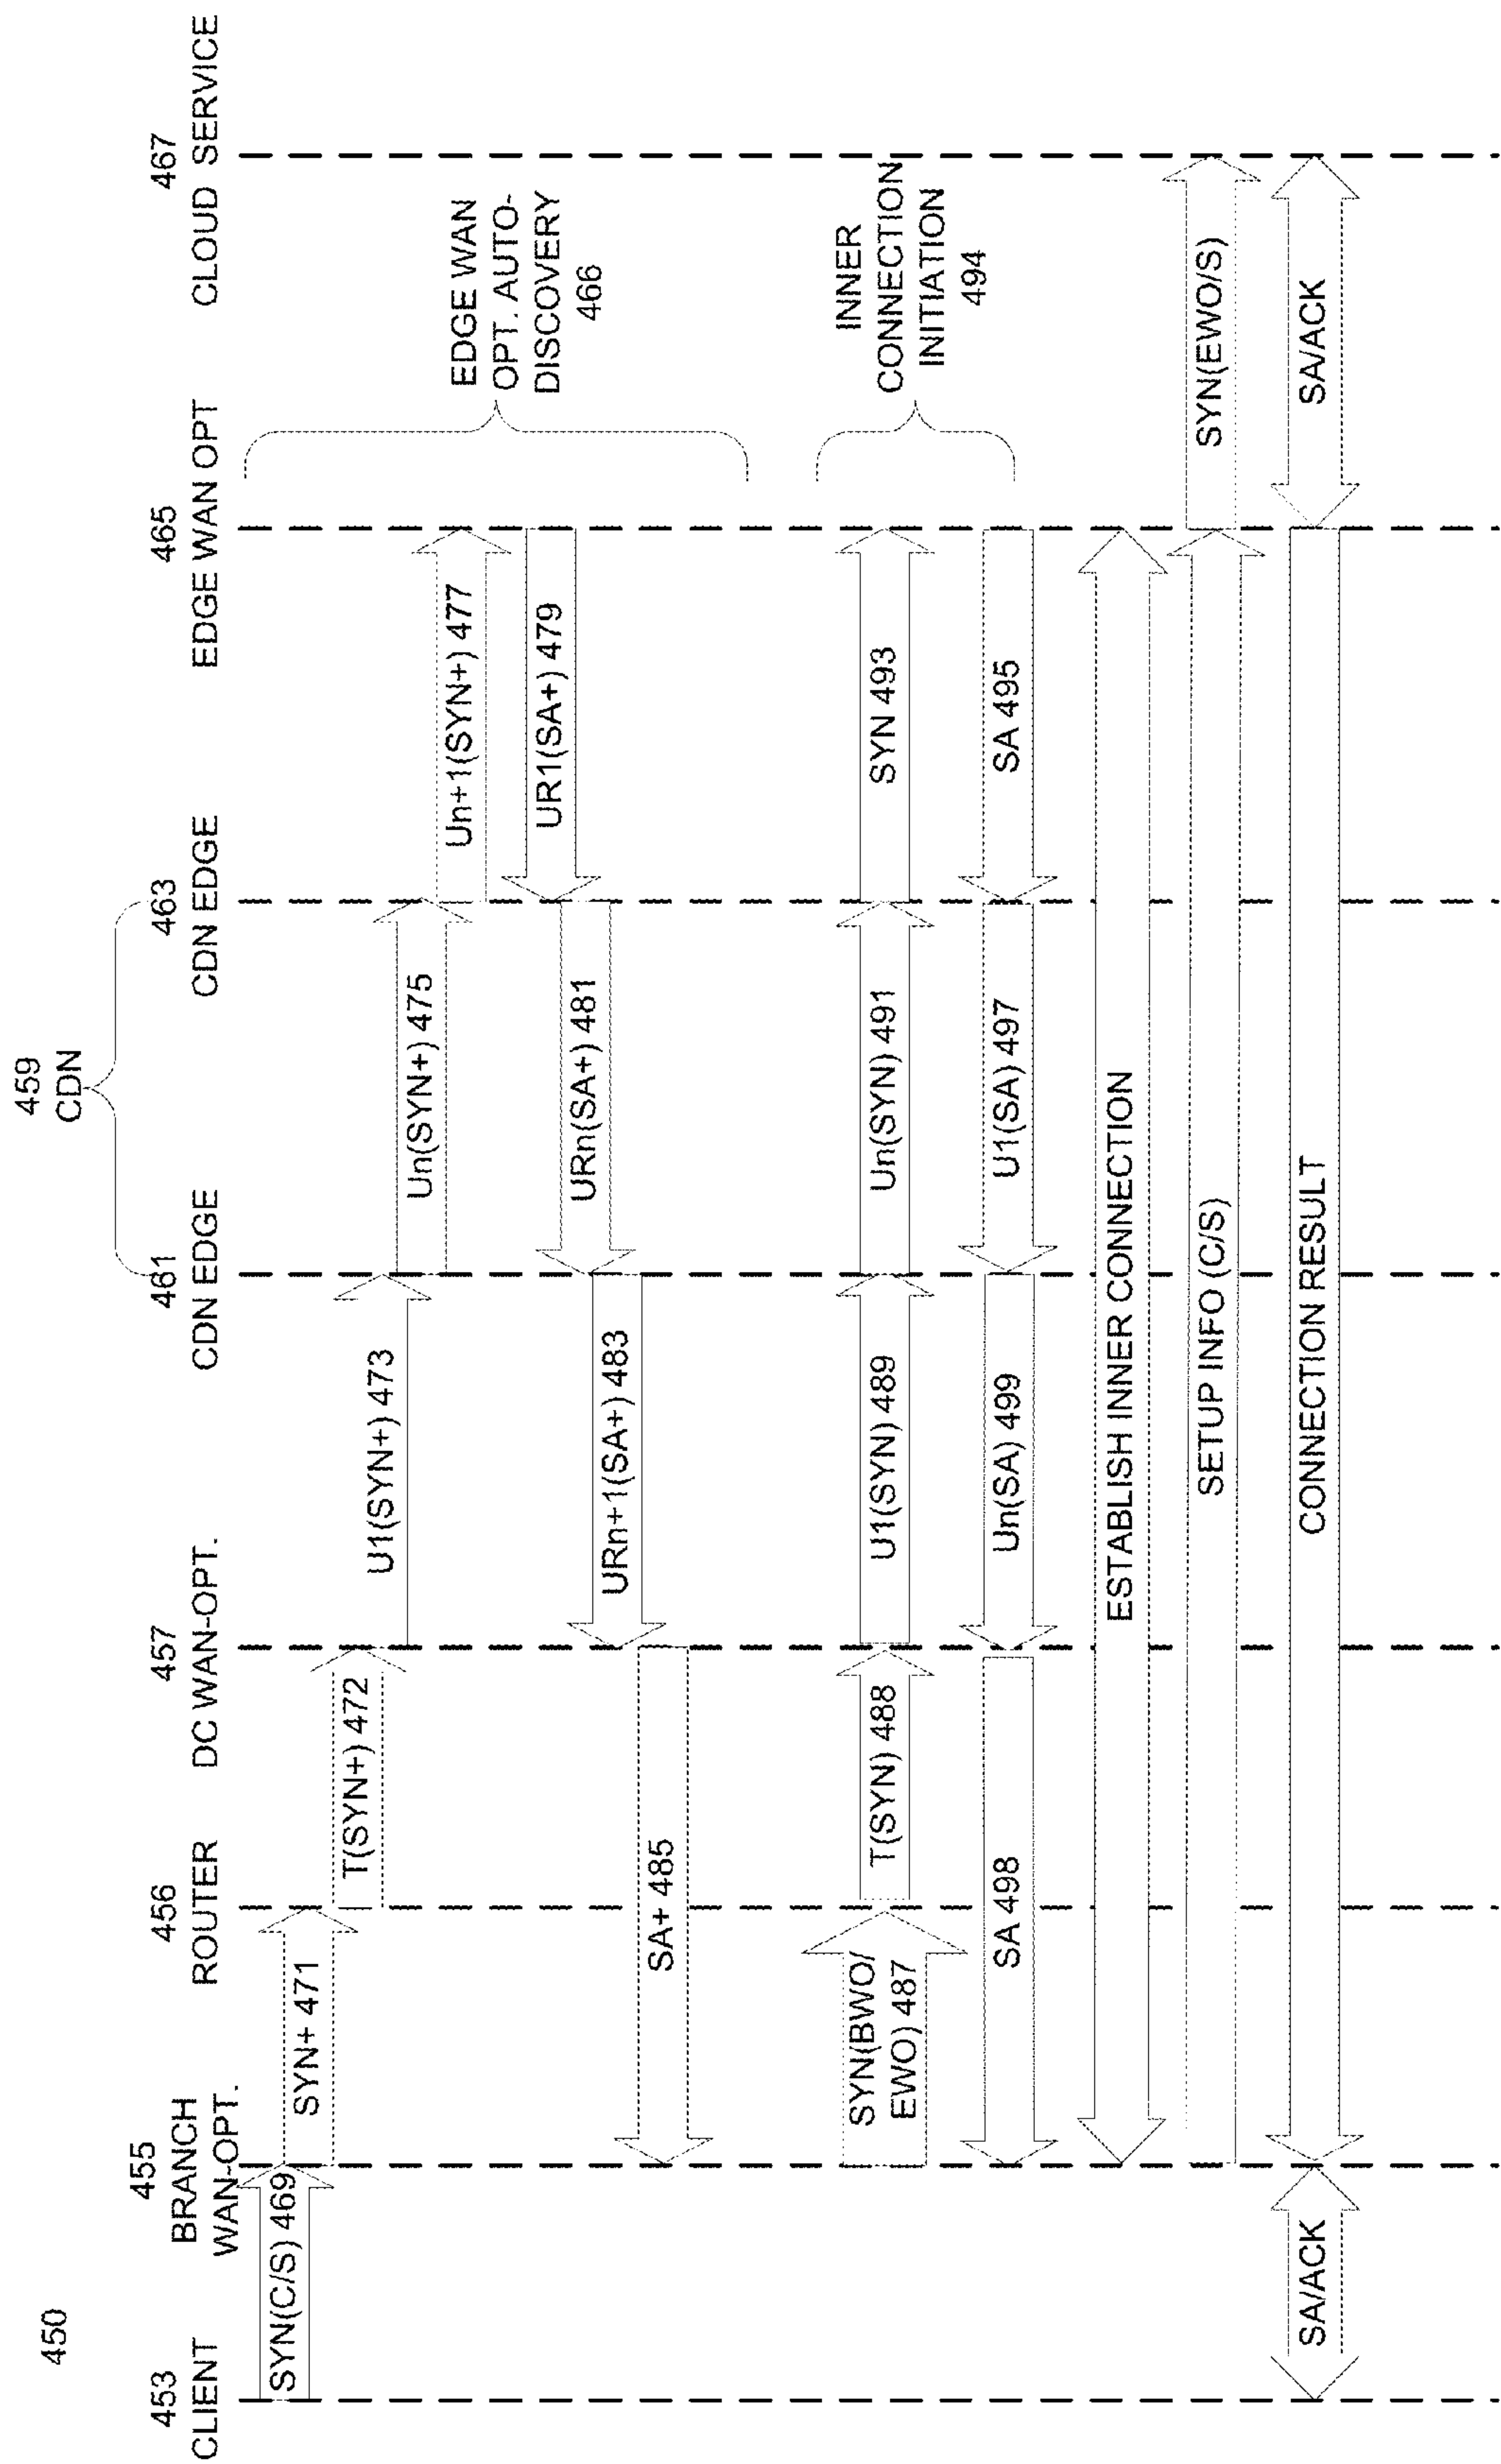 450
459
CDN
453
CLIENT
455
BRANCH
WAN-OPT.
456
ROUTER
457
DC WAN-OPT.
461
CDN EDGE
463
CDN EDGE
465
EDGE WAN OPT
467
CLOUD SERVICE
SYN(C/S) 469
SYN+ 471
T(SYN+) 472
U1(SYN+) 473
Un(SYN+) 475
Un+1(SYN+) 477
UR1(SA+) 479
URn(SA+) 481
URn+1(SA+) 483
SA+ 485
EDGE WAN
OPT. AUTO-
DISCOVERY
466
SYN(BWO/
EWO) 487
T(SYN) 488
U1(SYN) 489
Un(SYN) 491
SYN 493
SA 495
U1(SA) 497
Un(SA) 499
SA 498
INNER
CONNECTION
INITIATION
494
ESTABLISH INNER CONNECTION
SETUP INFO (C/S)
SYN(EWO/S)
SA/ACK
CONNECTION RESULT
SA/ACK